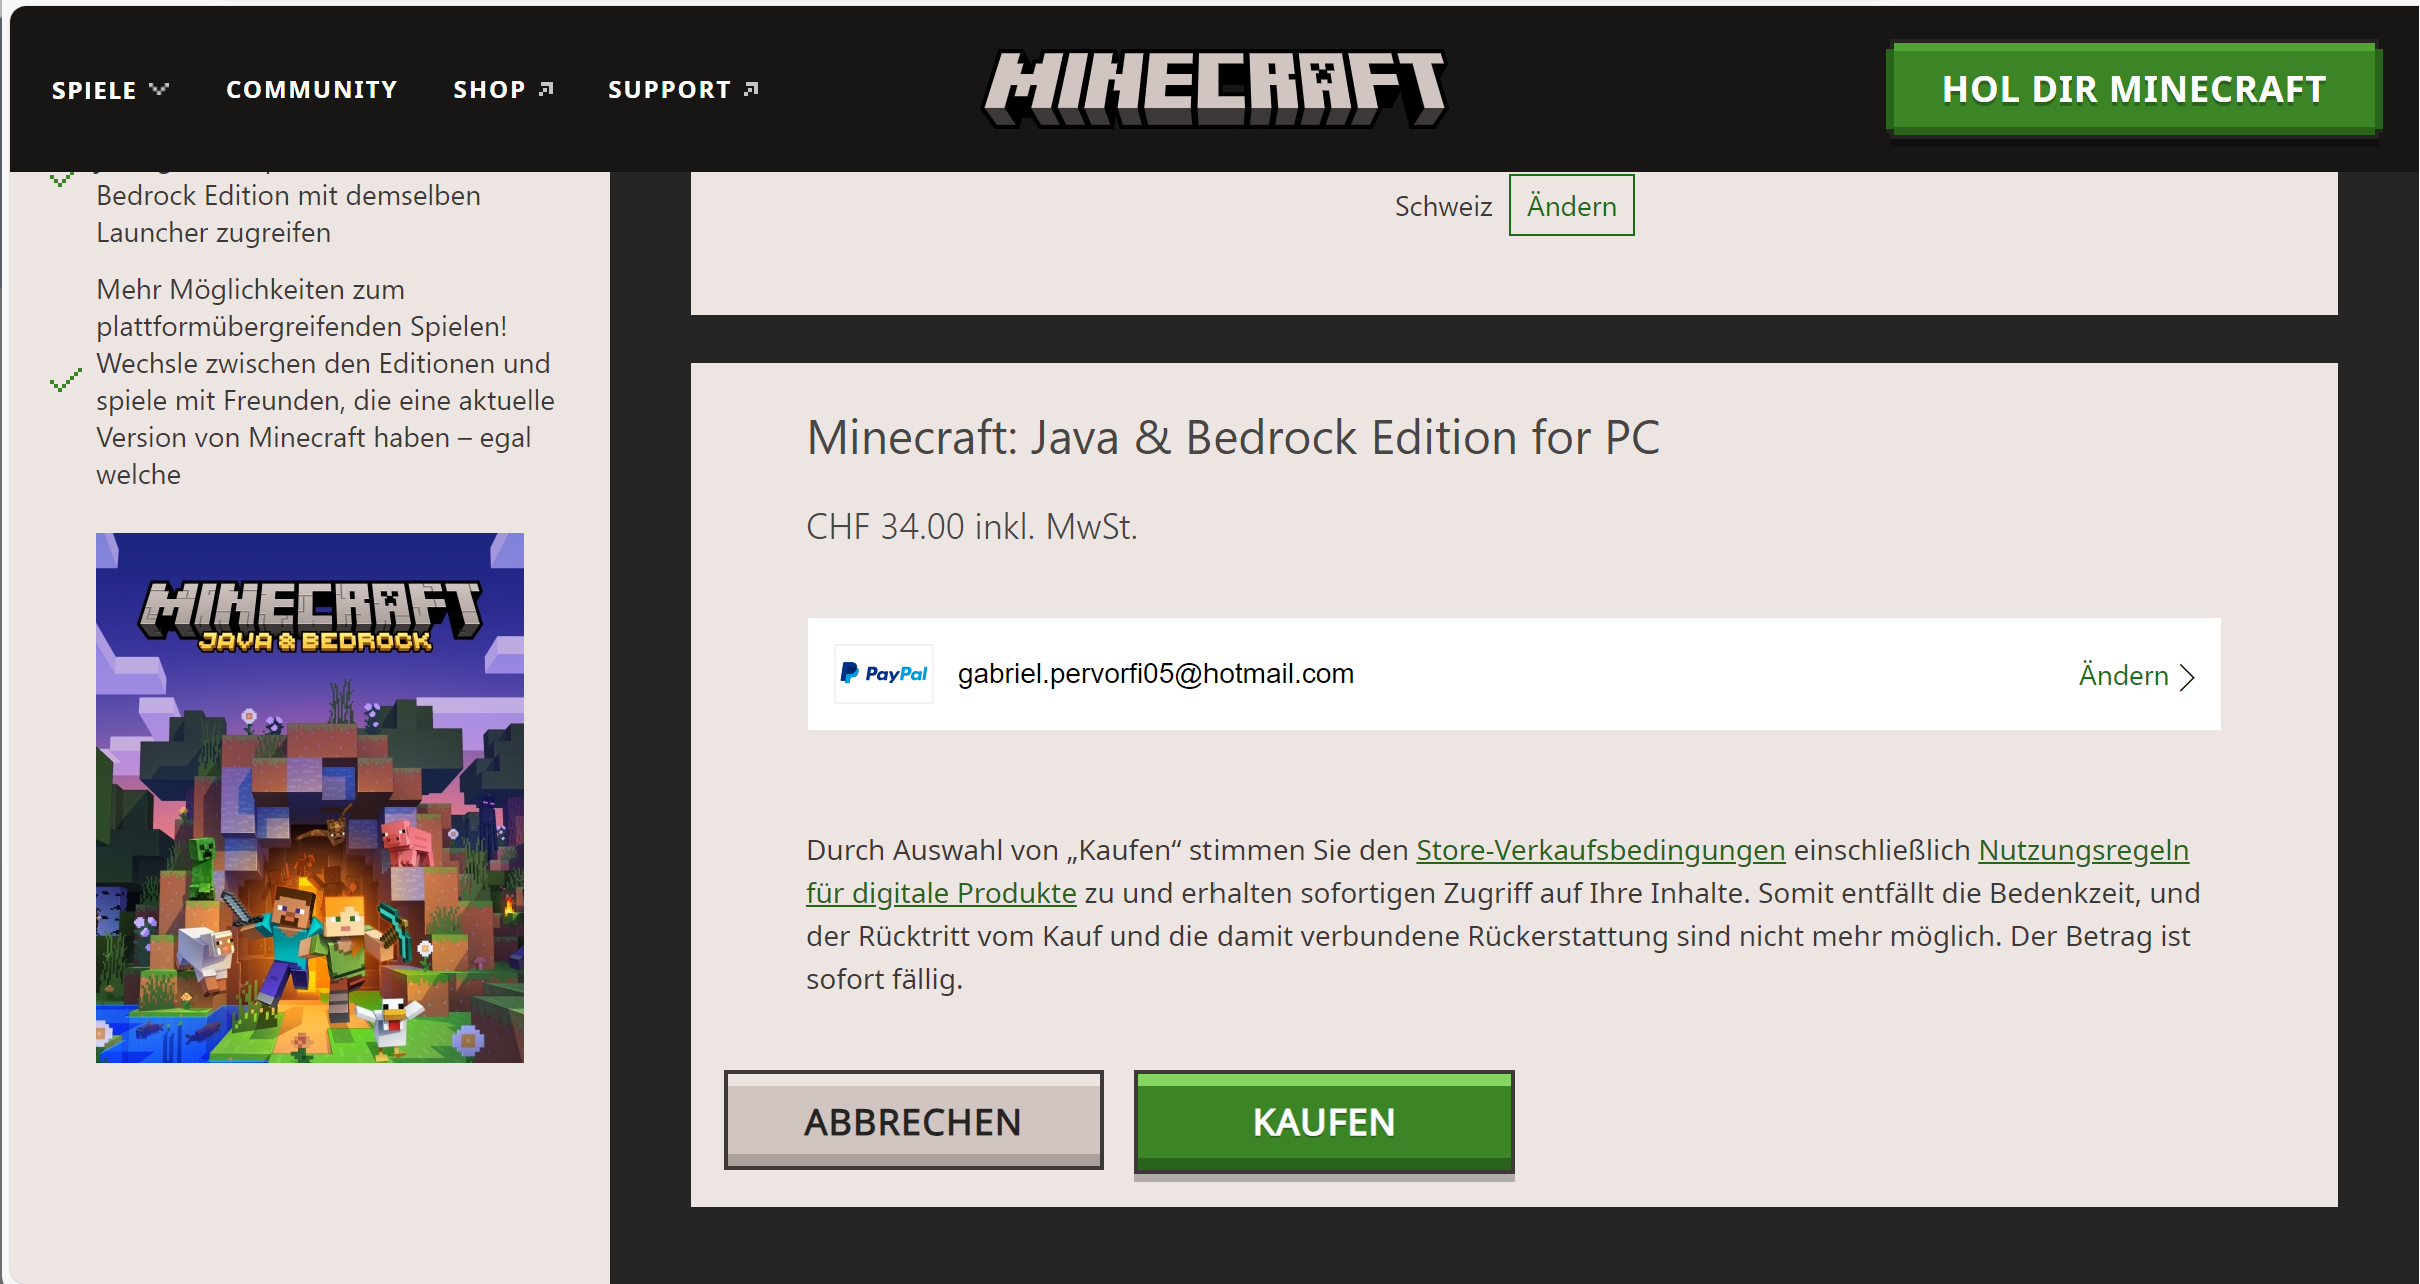 SPIELE
COMMUNITY
SHOP
SUPPORT
MINECRAFT
HOL DIR MINECRAFT
Bedrock Edition mit demselben
Launcher zugreifen
Mehr Möglichkeiten zum
plattformübergreifenden Spielen!
Wechsle zwischen den Editionen und
spiele mit Freunden, die eine aktuelle
Version von Minecraft haben – egal
welche
MINECRAFT
JAVA & BEDROCK
Schweiz
Ändern
Minecraft: Java & Bedrock Edition for PC
CHF 34.00 inkl. MwSt.
PayPal
gabriel.pervorfi05@hotmail.com
Ändern
Durch Auswahl von „Kaufen“ stimmen Sie den Store-Verkaufsbedingungen einschließlich Nutzungsregeln
für digitale Produkte zu und erhalten sofortigen Zugriff auf Ihre Inhalte. Somit entfällt die Bedenkzeit, und
der Rücktritt vom Kauf und die damit verbundene Rückerstattung sind nicht mehr möglich. Der Betrag ist
sofort fällig.
ABBRECHEN
KAUFEN